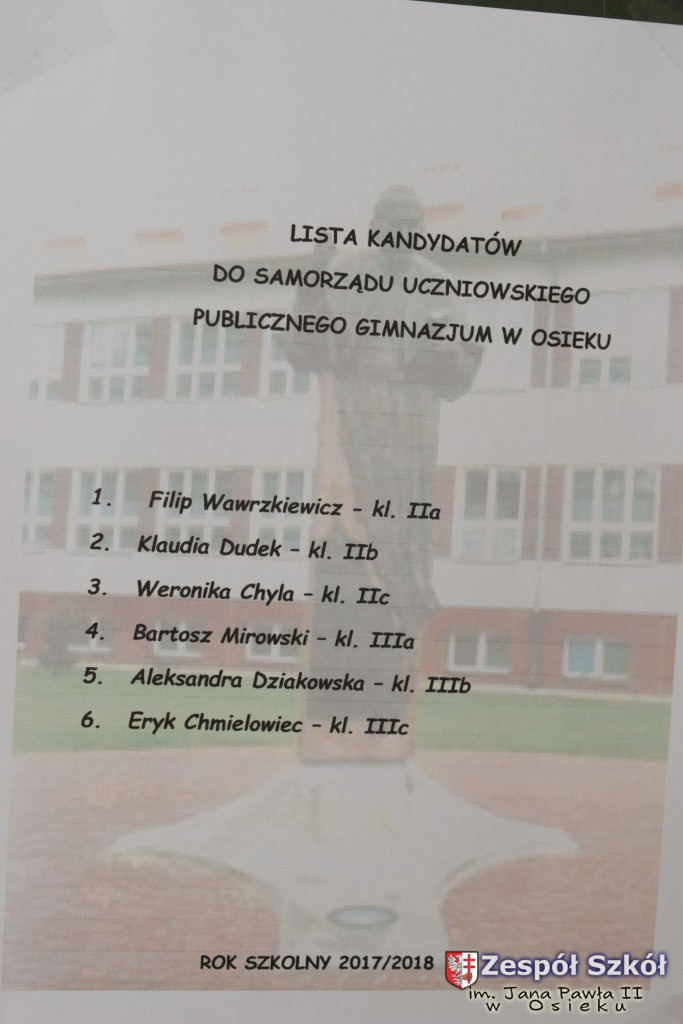 LISTA KANDYDATÓW
DO SAMORZĄDU UCZNIOWSKIEGO
PUBLICZNEGO GIMNAZJUM W OSIEKU
1. Filip Wawrzkiewicz - kl. IIa
2. Klaudia Dudek - kl. IIb
3. Weronika Chyla - kl. IIc
4. Bartosz Mirowski - kl. IIIa
5. Aleksandra Dziakowska - kl. IIIb
6. Eryk Chmielowiec - kl. IIIc
ROK SZKOLNY 2017/2018
Zespół Szkół
im. Jana Pawła II
w Osieku